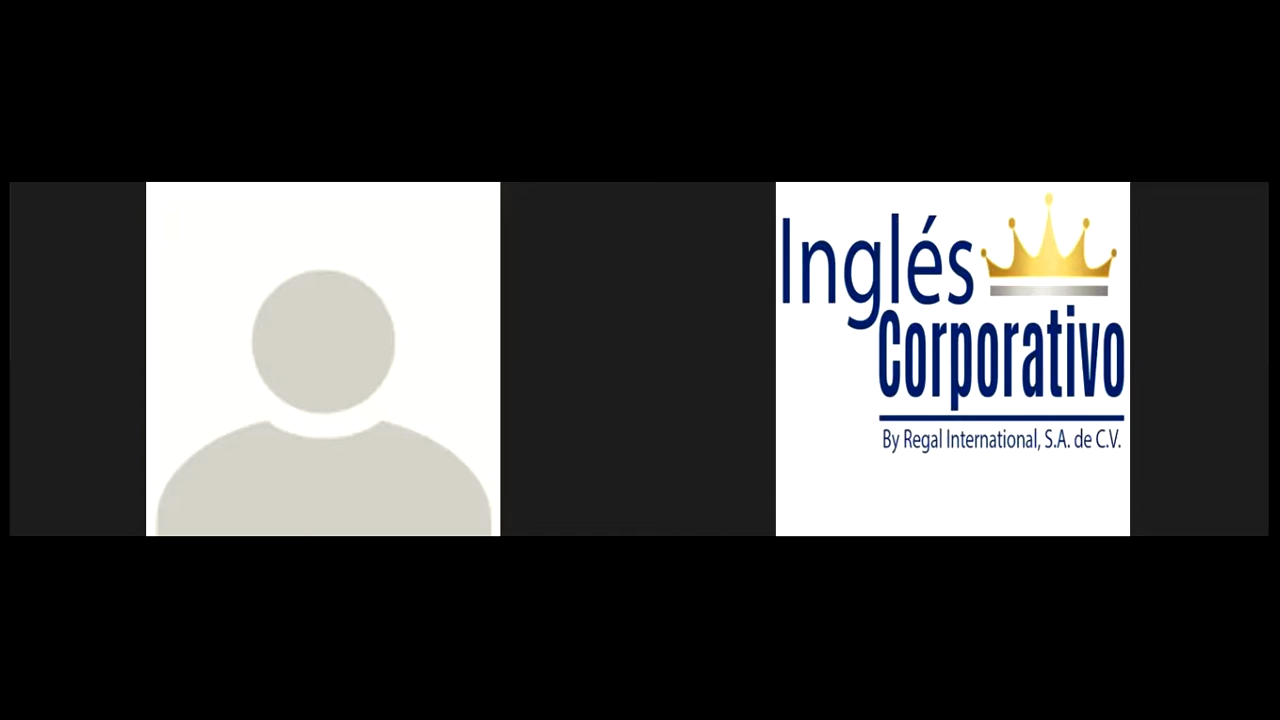 Inglés
Corporativo
By Regal International, S.A. de C.V.